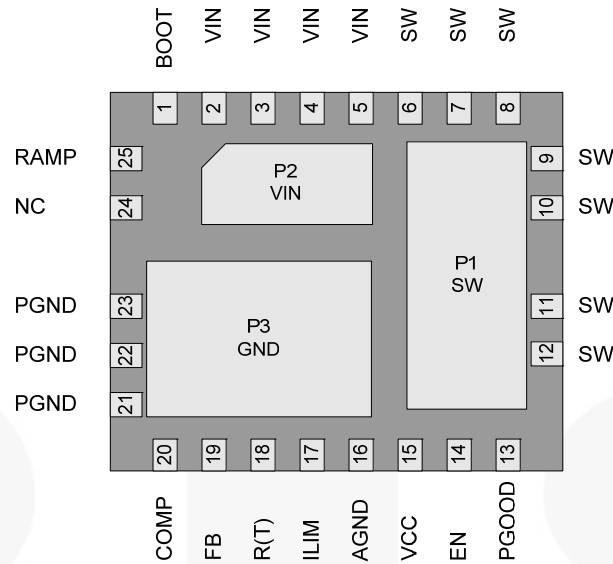 BOOT
VIN
VIN
VIN
VIN
SW
SW
SW
1
2
3
4
5
6
7
8
RAMP 25
9 SW
NC 24
10 SW
P2
VIN
P1
SW
PGND 23
11 SW
PGND 22
12 SW
PGND 21
P3
GND
20
19
18
17
16
15
14
13
COMP
FB
R(T)
ILIM
AGND
VCC
EN
PGOOD